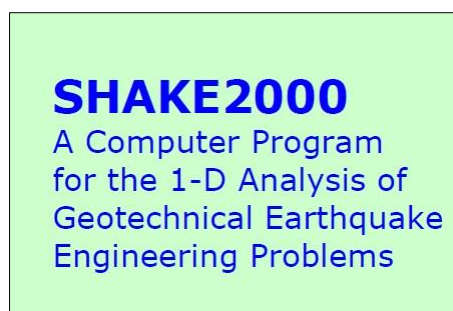 SHAKE2000
A Computer Program
for the 1-D Analysis of
Geotechnical Earthquake
Engineering Problems